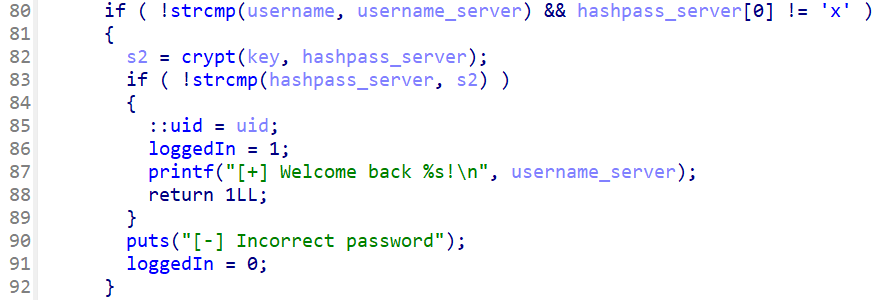 80 if ( !strcmp(username, username_server) && hashpass_server[0] != 'x' )
81 {
82 s2 = crypt(key, hashpass_server);
83 if ( !strcmp(hashpass_server, s2) )
84 {
85 ::uid = uid;
86 loggedIn = 1;
87 printf("[+] Welcome back %s!\n", username_server);
88 return 1LL;
89 }
90 puts("[-] Incorrect password");
91 loggedIn = 0;
92 }